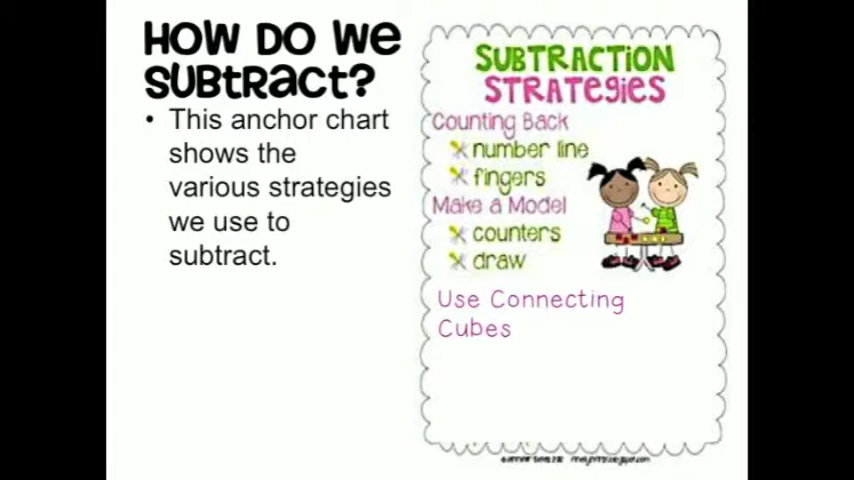 How Do We
Subtract?
• This anchor chart
shows the
various strategies
we use to
subtract.
SUBTRACTION
STRATEGIES
Counting Back
number line
fingers
Make a Model
counters
draw
Use Connecting
Cubes